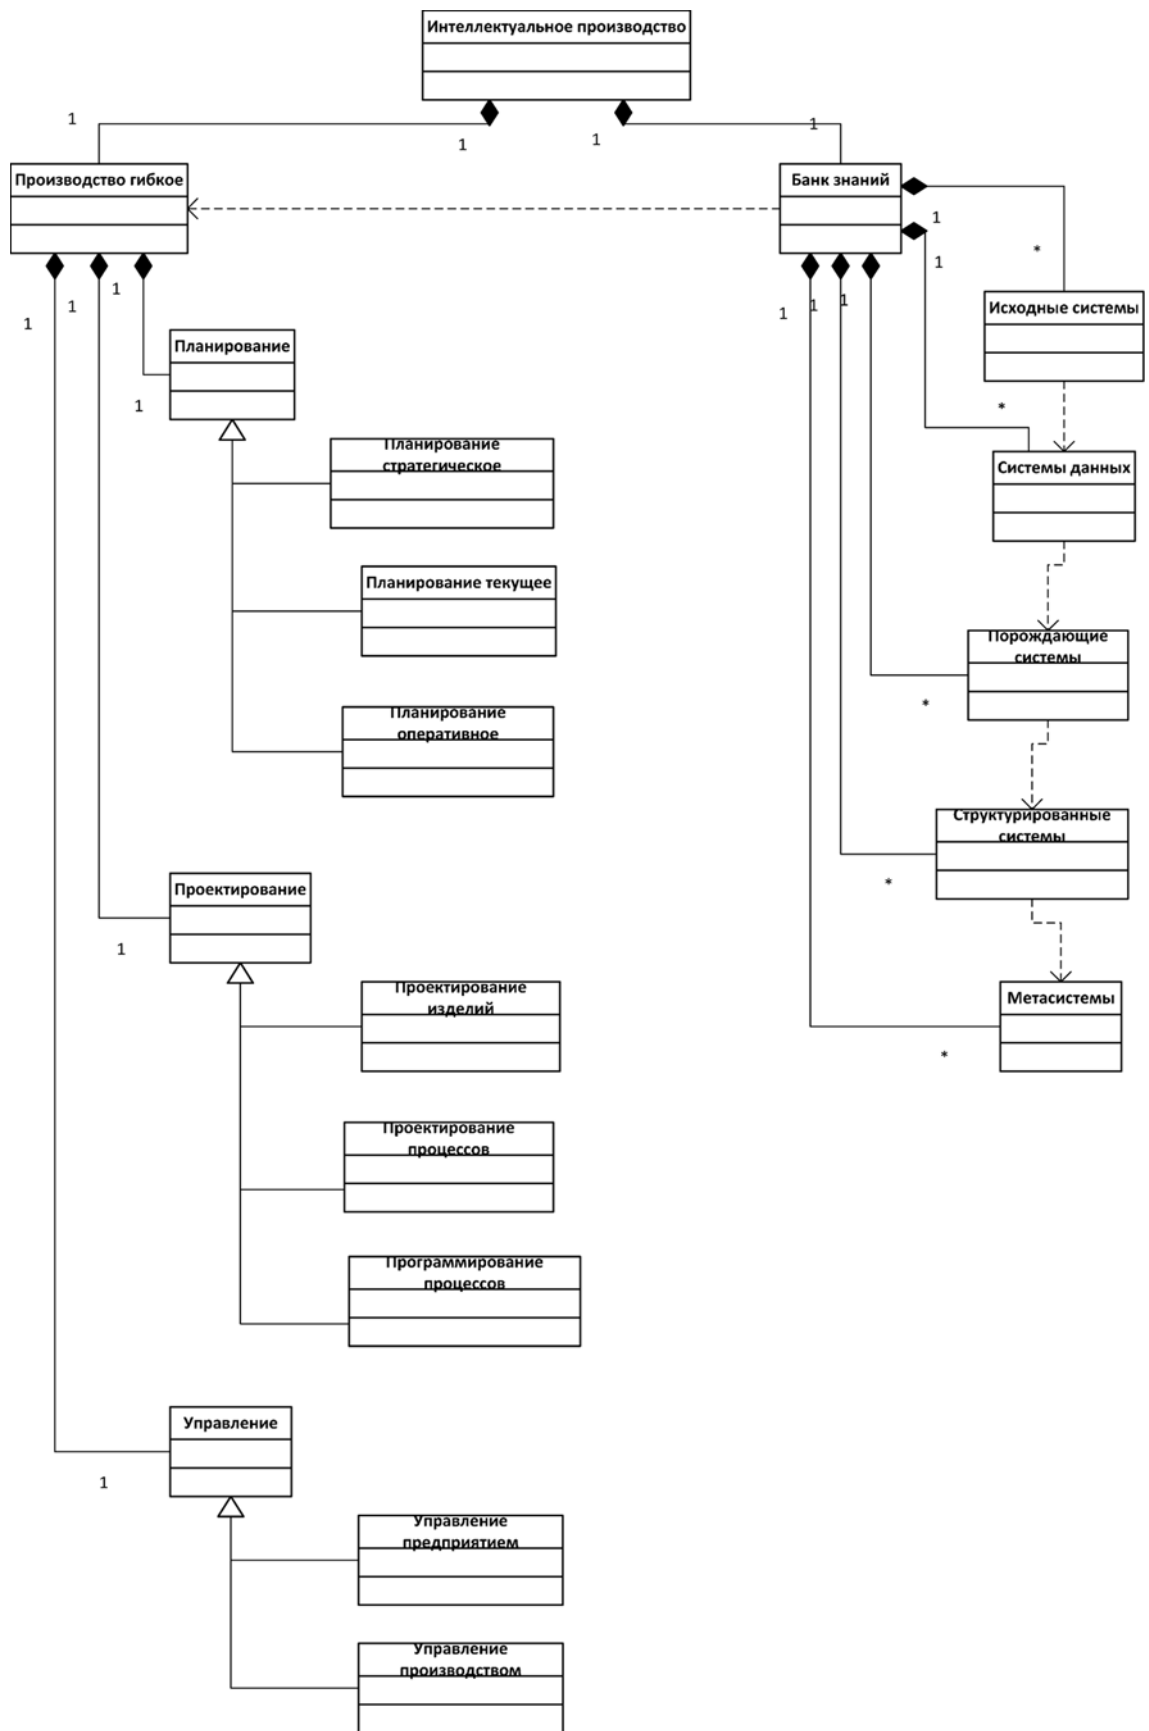 Интеллектуальное производство
1
1
1
1
Производство гибкое
Банк знаний
1
1
*
1
1
1
1
1
1
1
Исходные системы
Планирование
1
*
Планирование
стратегическое
Системы данных
Планирование текущее
Порождающие
системы
*
Планирование
оперативное
Структурированные
системы
*
Проектирование
1
Проектирование
изделий
Метасистемы
*
Проектирование
процессов
Программирование
процессов
Управление
1
Управление
предприятием
Управление
производством